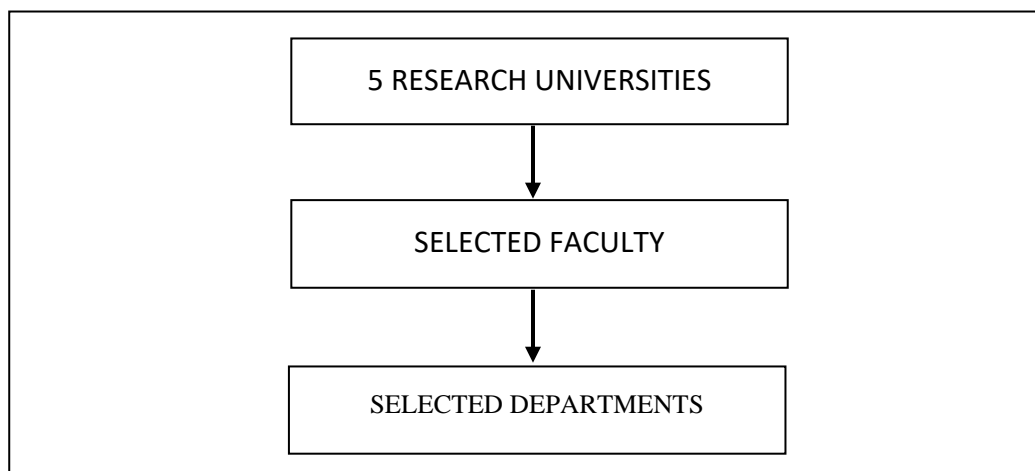 5 RESEARCH UNIVERSITIES
SELECTED FACULTY
SELECTED DEPARTMENTS